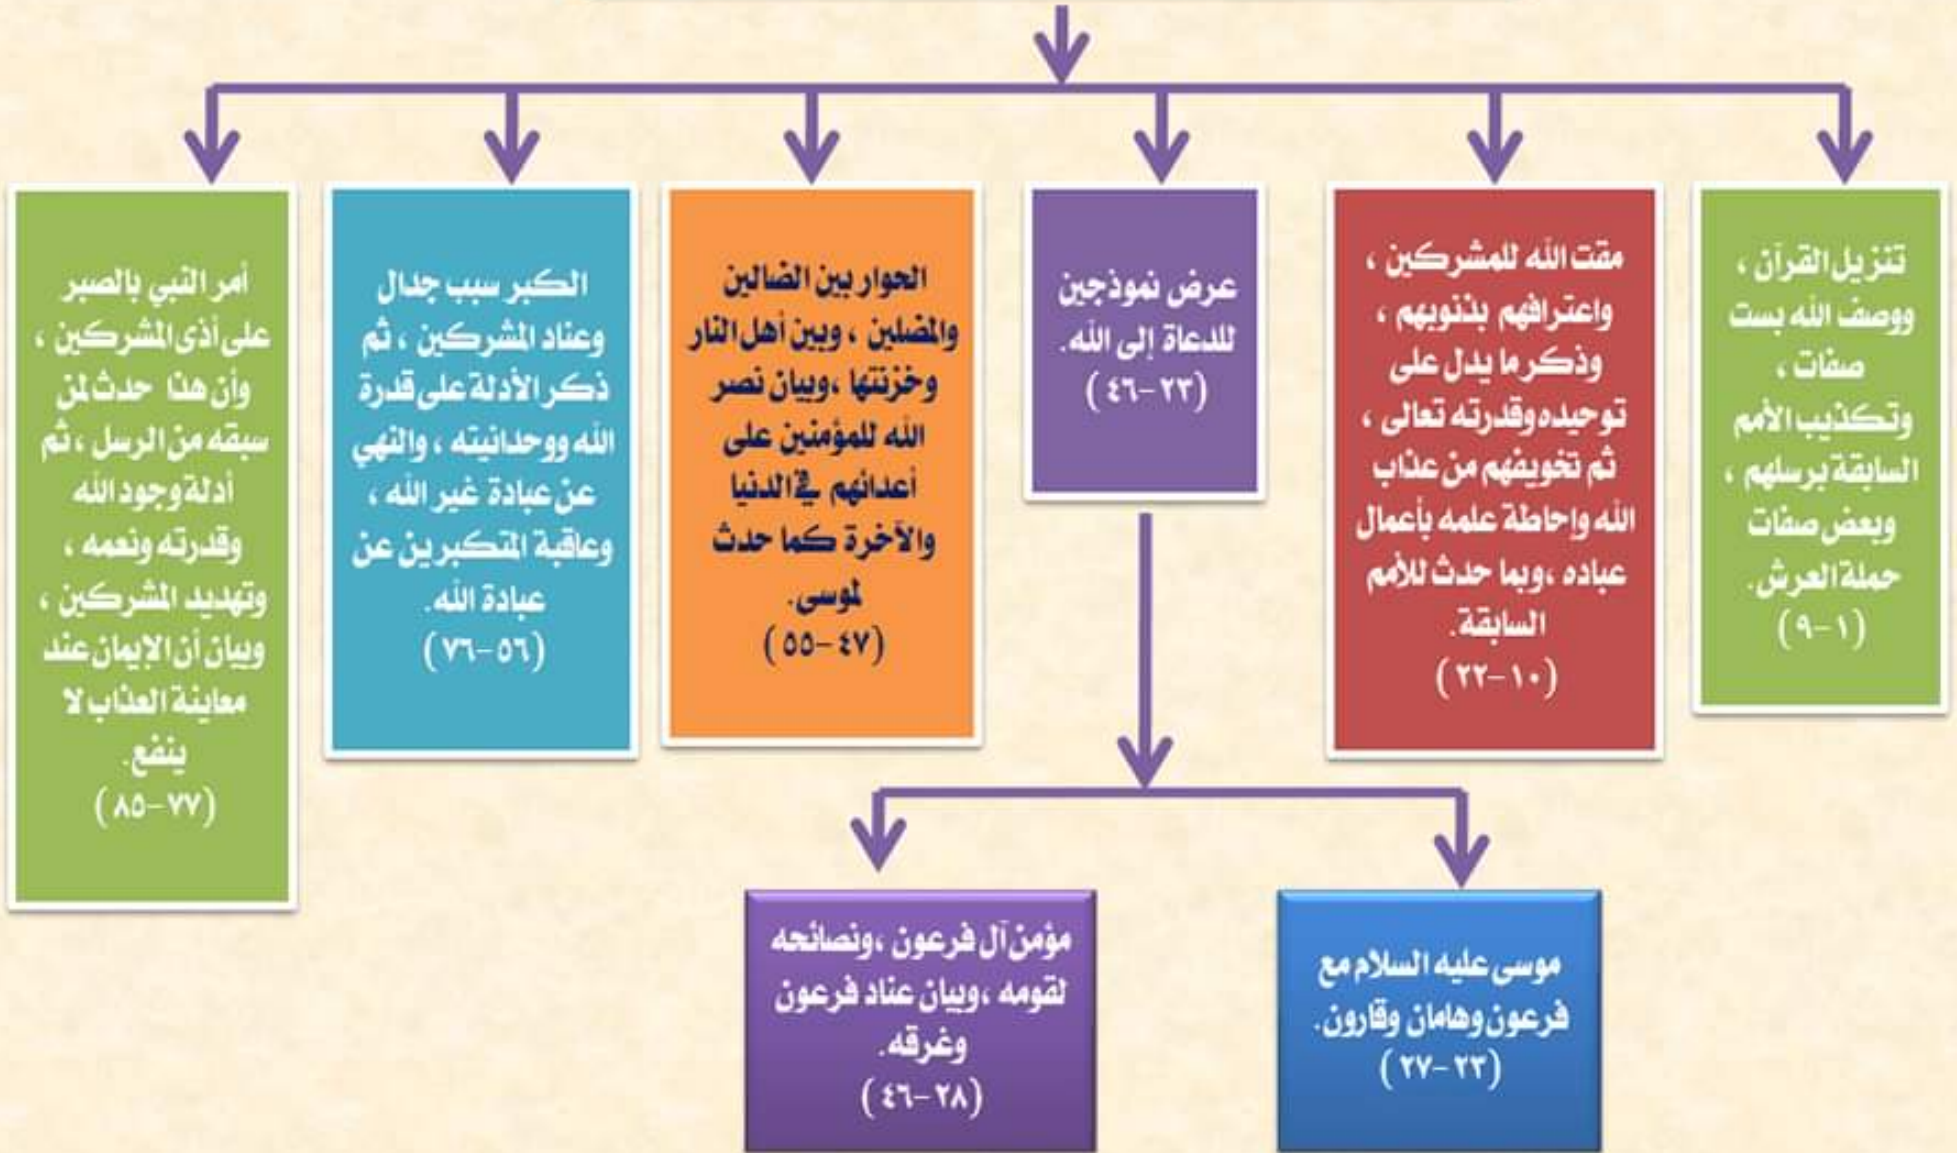 تنزيل القرآن ،
ووصف الله بست
صفات ،
وتكذيب الأمم
السابقة برسلهم ،
وبعض صفات
حملة العرش.
(١-٩)
مقت الله للمشركين ،
واعترافهم بذنوبهم ،
وذكر ما يدل على
توحيده وقدرته تعالى ،
ثم تخويفهم من عذاب
الله وإحاطة علمه بأعمال
عباده ،وبما حدث للأمم
السابقة.
(١٠-٢٢)
عرض نموذجين
للدعاة إلى الله.
(٢٣-٤٦)
الحوار بين الضالين
والمضلين ، وبين أهل النار
وخزنتها ،وبيان نصر
الله للمؤمنين على
أعدائهم في الدنيا
والآخرة كما حدث
لموسى.
(٤٧-٥٥)
الكبر سبب جدال
وعناد المشركين ، ثم
ذكر الأدلة على قدرة
الله ووحدانيته ، والنهي
عن عبادة غير الله ،
وعاقبة المتكبرين عن
عبادة الله.
(٥٦-٧٦)
أمر النبي بالصبر
على أذى المشركين ،
وأن هذا حدث لمن
سبقه من الرسل ، ثم
أدلة وجود الله
وقدرته ونعمه ،
وتهديد المشركين ،
وبيان أن الإيمان عند
معاينة العذاب لا
ينفع.
(٧٧-٨٥)
موسى عليه السلام مع
فرعون وهامان وقارون.
(٢٣-٢٧)
مؤمن آل فرعون ،ونصائحه
لقومه ،وبيان عناد فرعون
وغرقه.
(٢٨-٤٦)